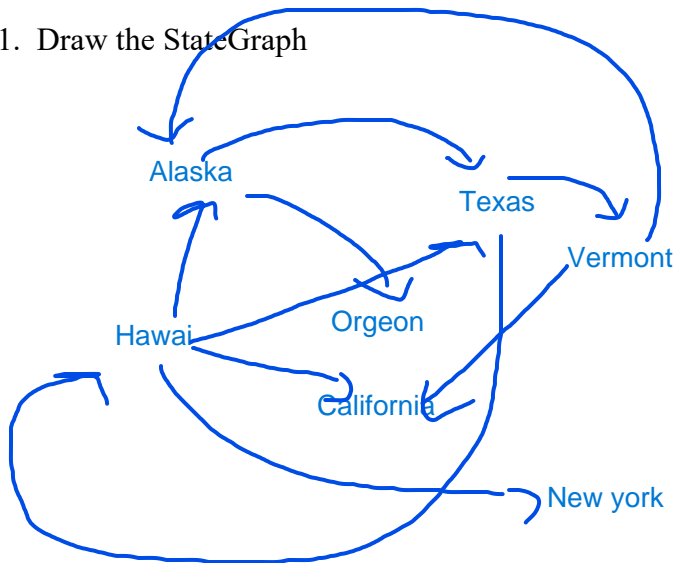 1. Draw the StateGraph
Alaska
Texas
Vermont
Orgeon
Hawai
California
New york